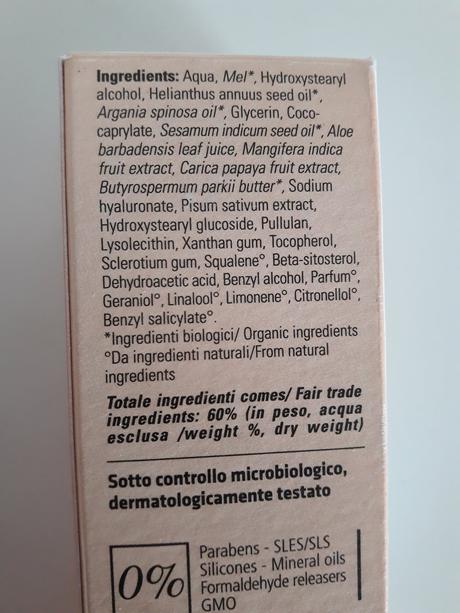 Ingredients: Aqua, Mel*, Hydroxystearyl
alcohol, Helianthus annuus seed oil*,
Argania spinosa oil*, Glycerin, Coco-
caprylate, Sesamum indicum seed oil*, Aloe
barbadensis leaf juice, Mangifera indica
fruit extract, Carica papaya fruit extract,
Butyrospermum parkii butter*, Sodium
hyaluronate, Pisum sativum extract,
Hydroxystearyl glucoside, Pullulan,
Lysolecithin, Xanthan gum, Tocopherol,
Sclerotium gum, Squalene°, Beta-sitosterol,
Dehydroacetic acid, Benzyl alcohol, Parfum°,
Geraniol°, Linalool°, Limonene°, Citronellol°,
Benzyl salicylate°.
*Ingredienti biologici/ Organic ingredients
°Da ingredienti naturali/From natural
ingredients
Totale ingredienti comes/ Fair trade
ingredients: 60% (in peso, acqua
esclusa /weight %, dry weight)
Sotto controllo microbiologico,
dermatologicamente testato
0%
Parabens - SLES/SLS
Silicones - Mineral oils
Formaldehyde releasers
GMO